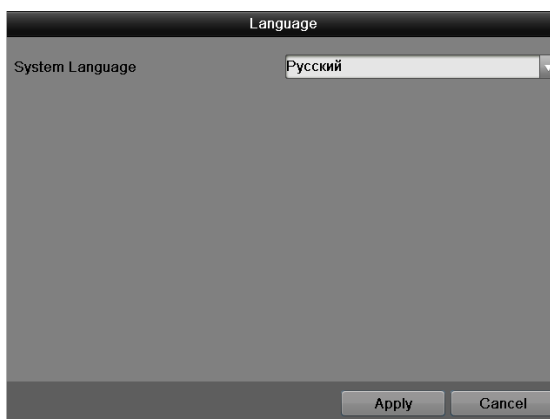 Language
System Language Русский
Apply Cancel